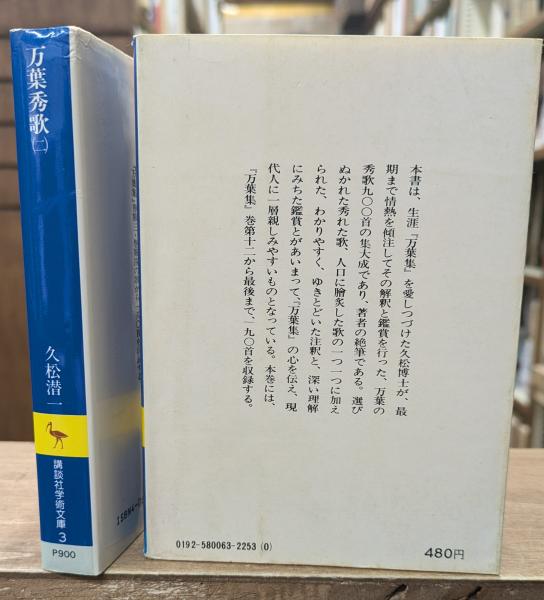 万葉秀歌(二)
久松潜一
講談社学術文庫
3
P900
本書は、生涯『万葉集』を愛しつづけた久松博士が、最
期まで情熱を傾注してその解釈と鑑賞を行った、万葉の
秀歌九〇〇首の集大成であり、著者の絶筆である。選び
ぬかれた秀れた歌、人口に膾炙した歌の一つ一つに加え
られた、わかりやすく、ゆきとどいた注釈と、深い理解
にみちた鑑賞とがあいまって、『万葉集』の心を伝え、現
代人に一層親しみやすいものとなっている。本巻には、
『万葉集』巻第十二から最後まで、一九〇首を収録する。
0192-580063-2253 (0)
480円